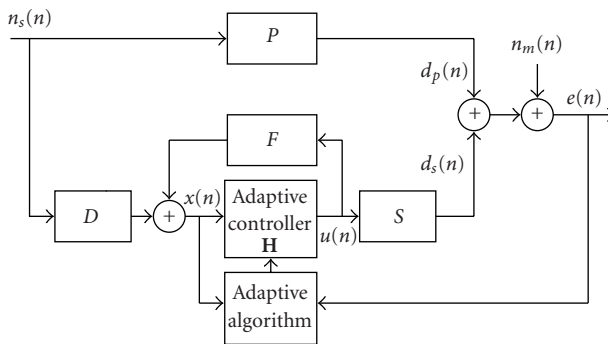 n_s(n)
P
n_m(n)
d_p(n)
e(n)
+
+
F
d_s(n)
D
+
x(n)
Adaptive
controller
H
u(n)
S
Adaptive
algorithm